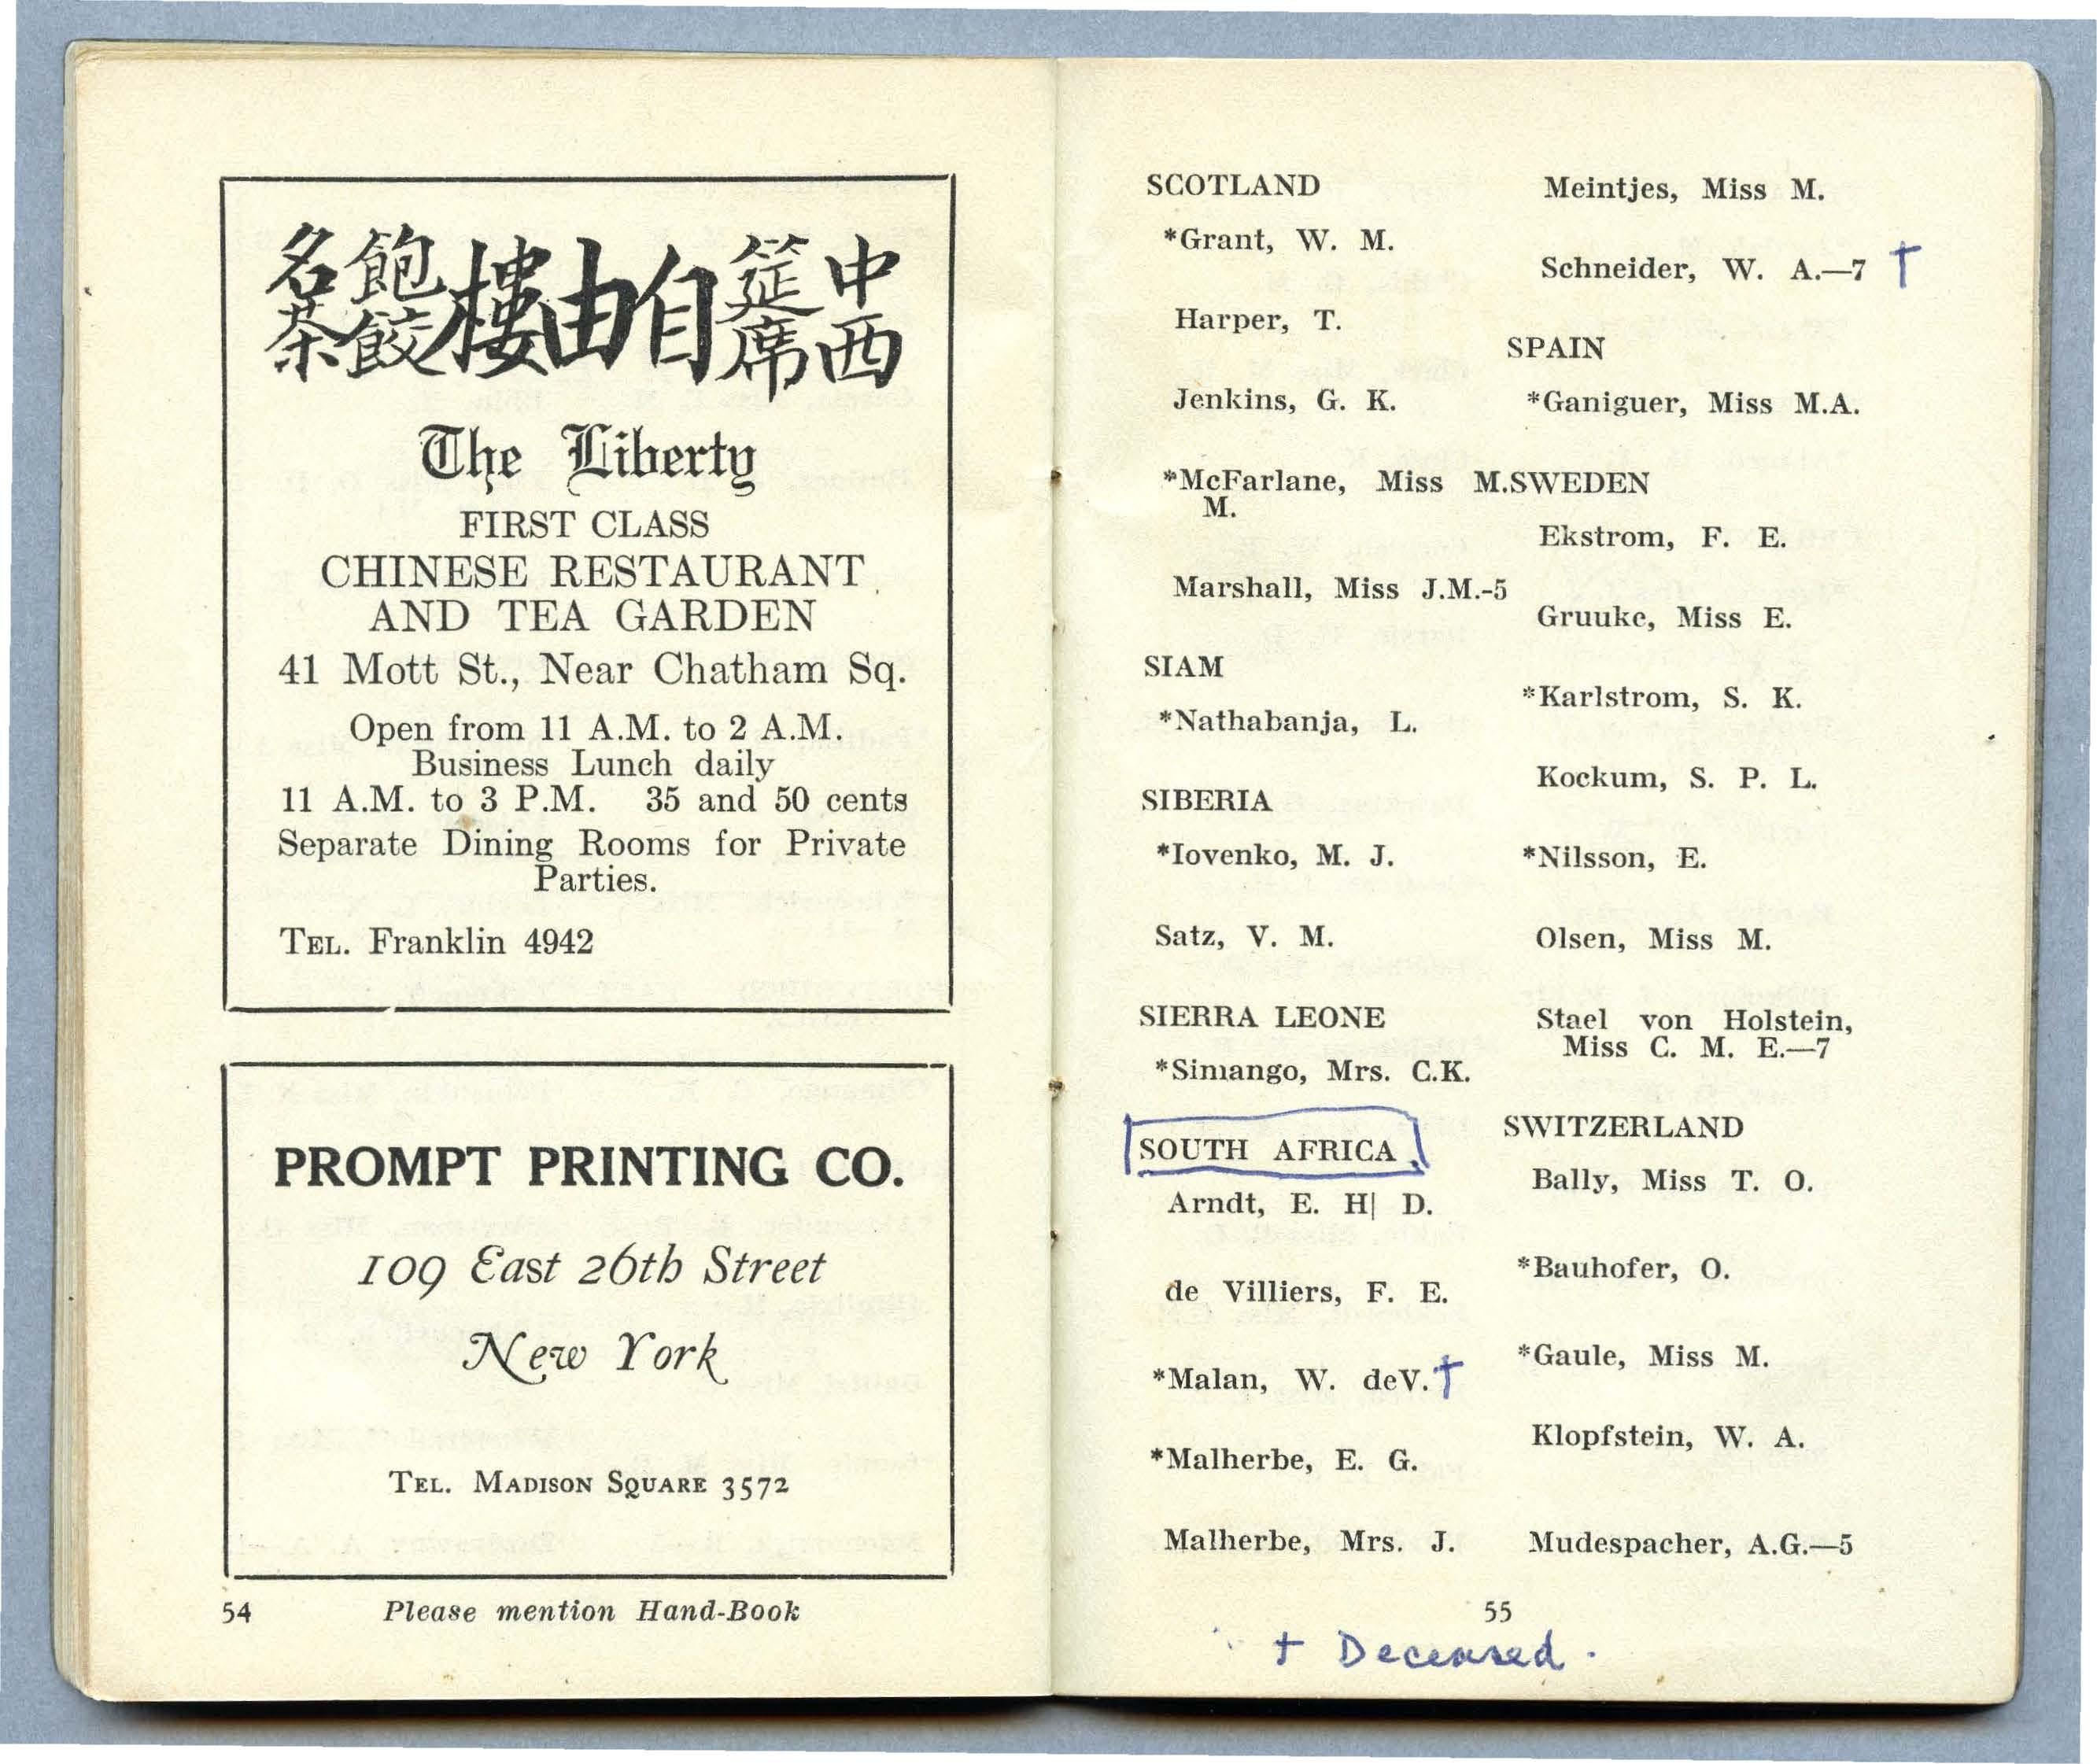 中西 筵席 自由樓 飽餃 名茶
The Liberty
FIRST CLASS
CHINESE RESTAURANT
AND TEA GARDEN
41 Mott St., Near Chatham Sq.
Open from 11 A.M. to 2 A.M.
Business Lunch daily
11 A.M. to 3 P.M. 35 and 50 cents
Separate Dining Rooms for Private
Parties.
TEL. Franklin 4942
PROMPT PRINTING CO.
109 East 26th Street
New York
TEL. MADISON SQUARE 3572
54 Please mention Hand-Book
SCOTLAND
*Grant, W. M.
Harper, T.
Jenkins, G. K.
*McFarlane, Miss M.
M.
Marshall, Miss J.M.-5
SIAM
*Nathabanja, L.
SIBERIA
*Iovenko, M. J.
Satz, V. M.
SIERRA LEONE
*Simango, Mrs. C.K.
SOUTH AFRICA
Arndt, E. H| D.
de Villiers, F. E.
*Malan, W. deV. †
*Malherbe, E. G.
Malherbe, Mrs. J.
Meintjes, Miss M.
Schneider, W. A.—7 †
SPAIN
*Ganiguer, Miss M.A.
SWEDEN
Ekstrom, F. E.
Gruuke, Miss E.
*Karlstrom, S. K.
Kockum, S. P. L.
*Nilsson, E.
Olsen, Miss M.
Stael von Holstein,
Miss C. M. E.—7
SWITZERLAND
Bally, Miss T. O.
*Bauhofer, O.
*Gaule, Miss M.
Klopfstein, W. A.
Mudespacher, A.G.—5
55
† Deceased.